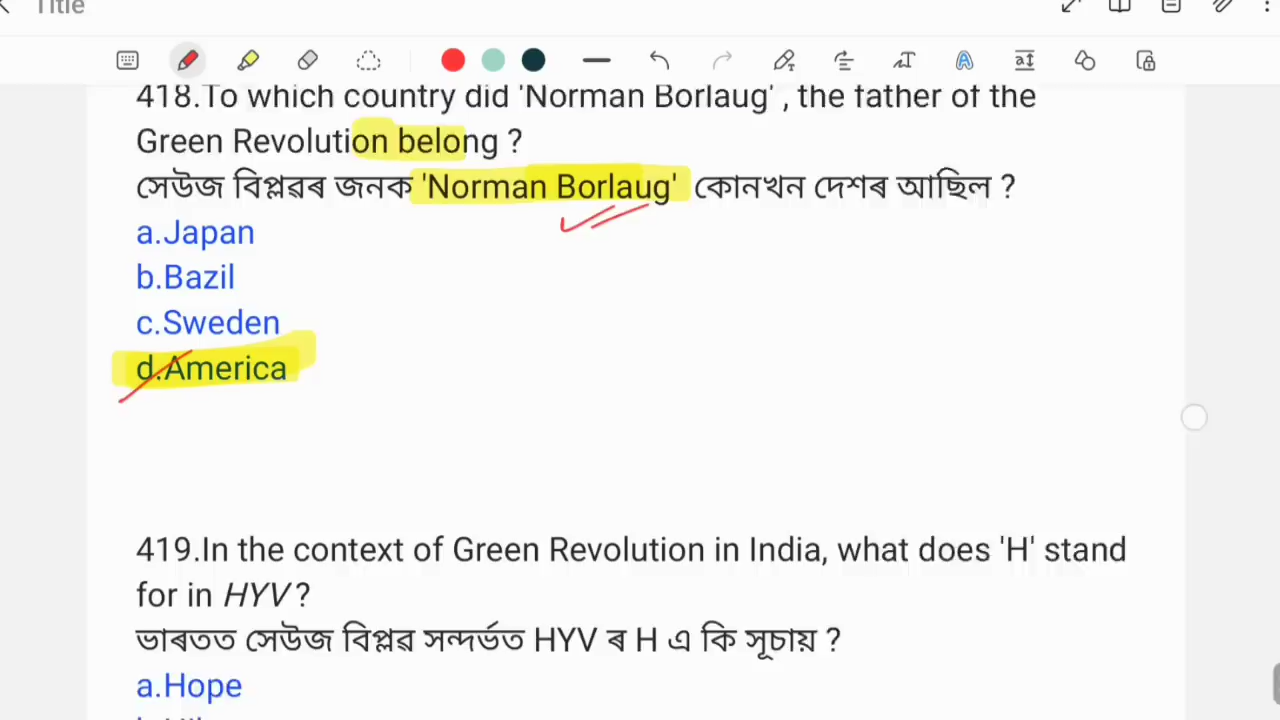 Title
418.To which country did 'Norman Borlaug' , the father of the
Green Revolution belong ?
সেউজ বিপ্লৱৰ জনক 'Norman Borlaug' কোনখন দেশৰ আছিল ?
a.Japan
b.Bazil
c.Sweden
d.America
419.In the context of Green Revolution in India, what does 'H' stand
for in HYV ?
ভাৰতত সেউজ বিপ্লৱ সন্দৰ্ভত HYV ৰ H এ কি সূচায় ?
a.Hope